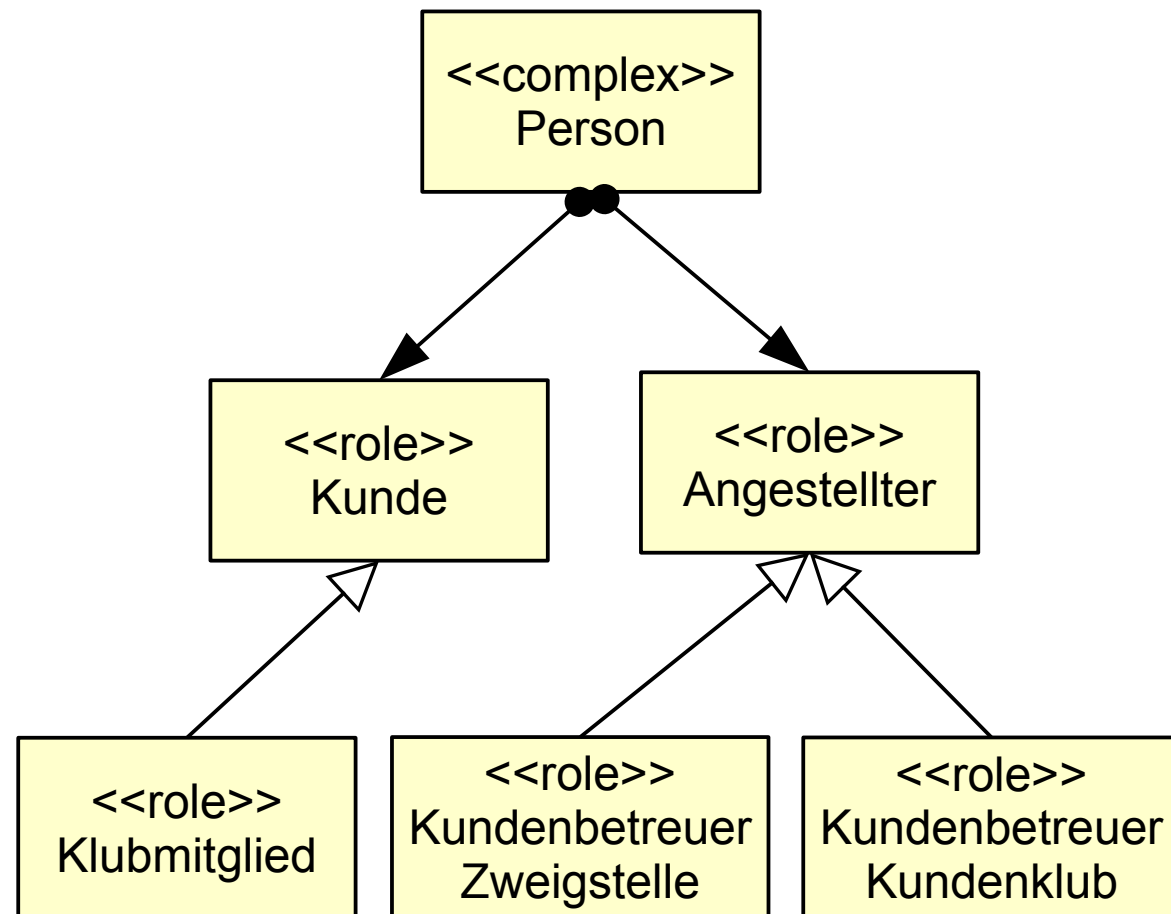 <<complex>>
Person
<<role>>
Kunde
<<role>>
Angestellter
<<role>>
Klubmitglied
<<role>>
Kundenbetreuer
Zweigstelle
<<role>>
Kundenbetreuer
Kundenklub